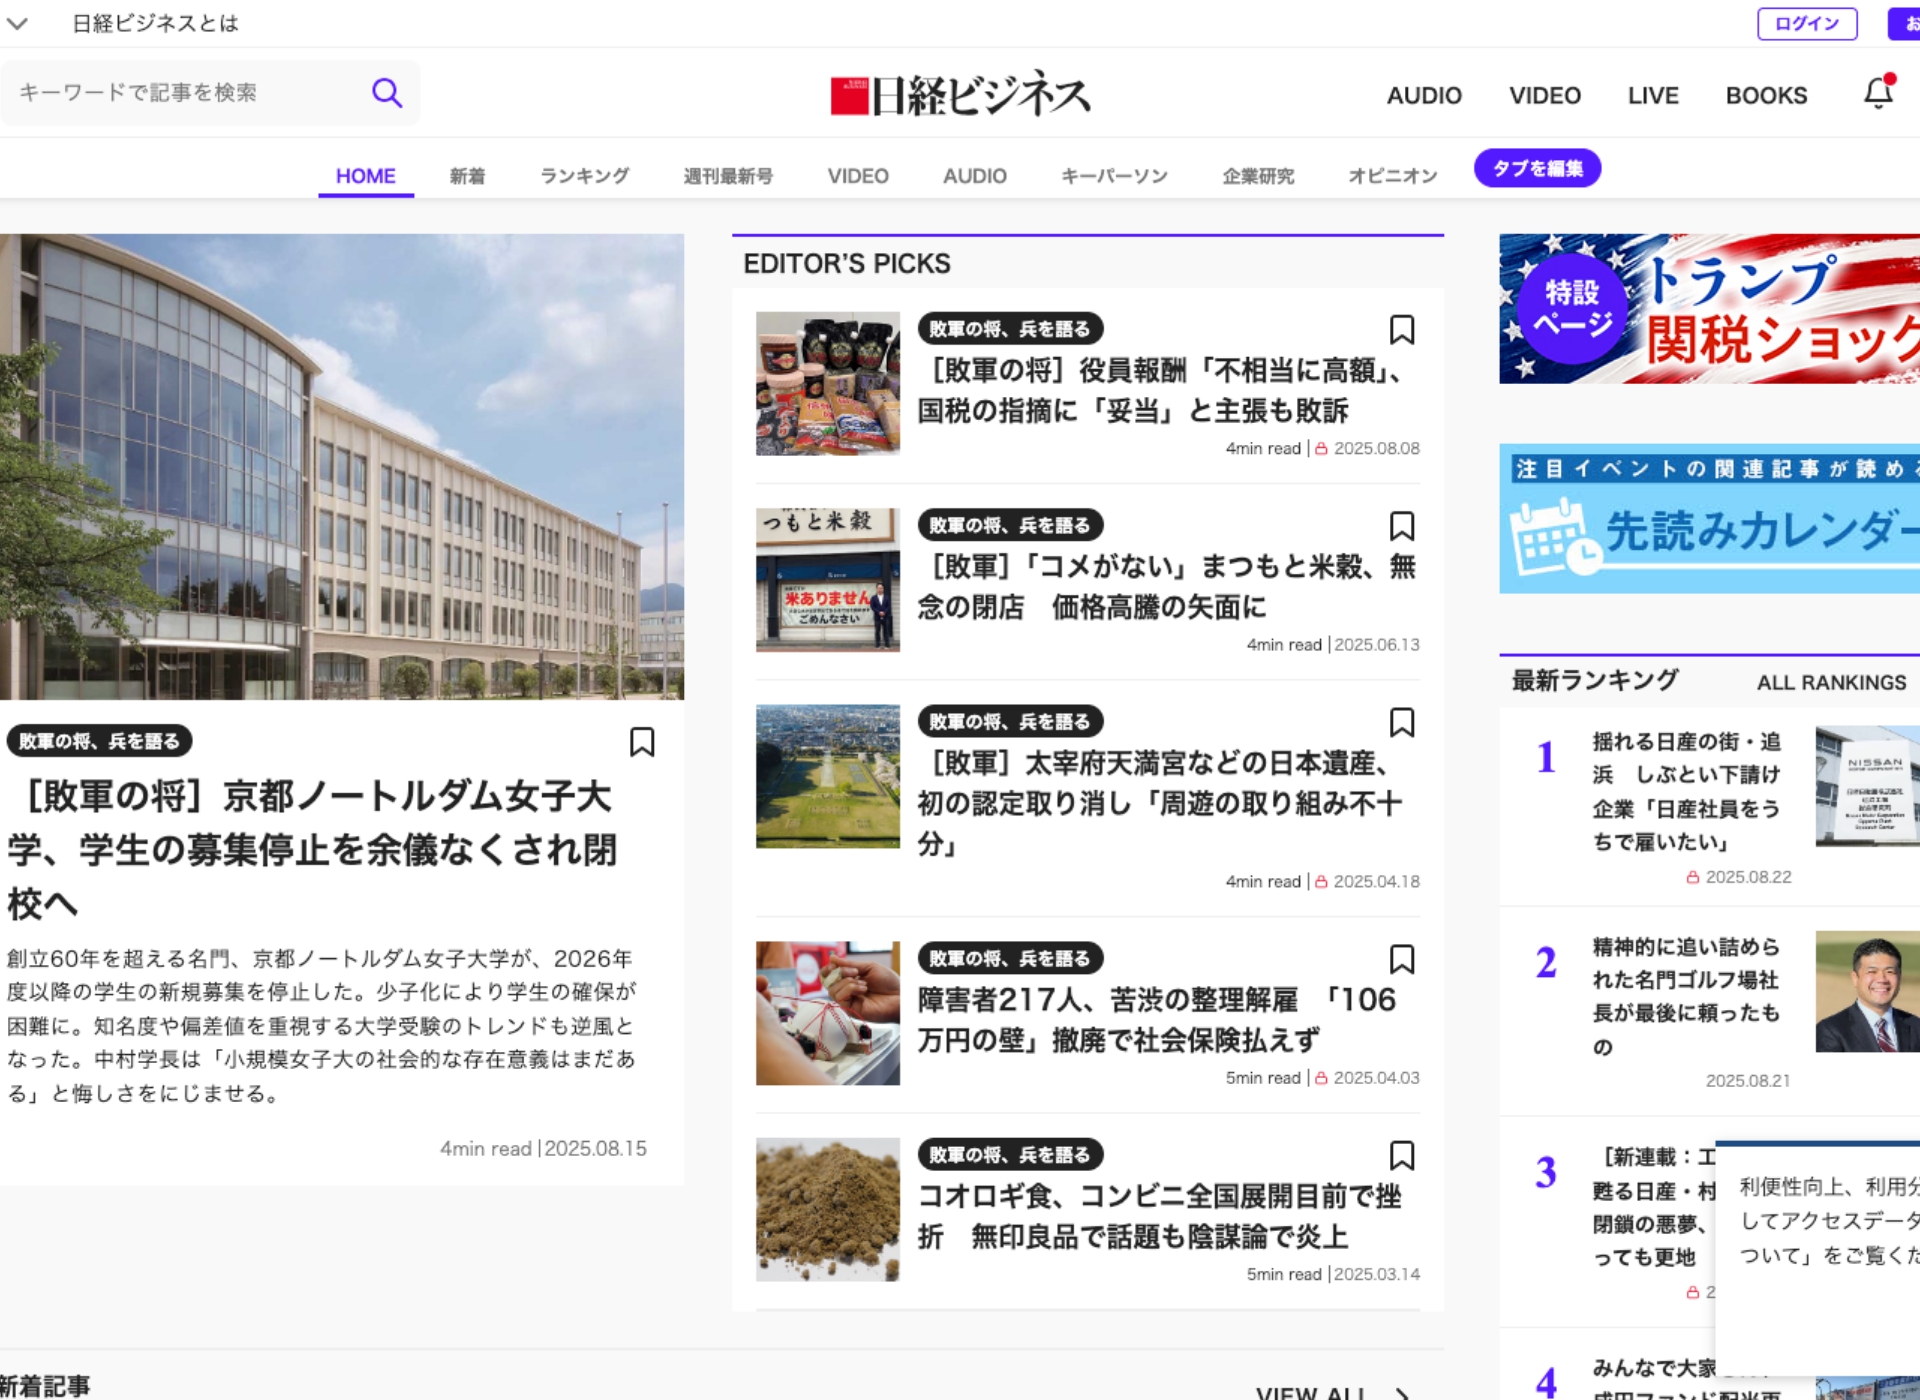 日経ビジネスとは
ログイン
お
キーワードで記事を検索
日経ビジネス
AUDIO
VIDEO
LIVE
BOOKS
HOME
新着
ランキング
週刊最新号
VIDEO
AUDIO
キーパーソン
企業研究
オピニオン
タブを編集
敗軍の将、兵を語る
［敗軍の将］京都ノートルダム女子大
学、学生の募集停止を余儀なくされ閉
校へ
創立60年を超える名門、京都ノートルダム女子大学が、2026年
度以降の学生の新規募集を停止した。少子化により学生の確保が
困難に。知名度や偏差値を重視する大学受験のトレンドも逆風と
なった。中村学長は「小規模女子大の社会的な存在意義はまだあ
る」と悔しさをにじませる。
4min read | 2025.08.15
EDITOR'S PICKS
敗軍の将、兵を語る
［敗軍の将］役員報酬「不相当に高額」、
国税の指摘に「妥当」と主張も敗訴
4min read | 2025.08.08
つもと米穀
米ありません
ごめんなさい
敗軍の将、兵を語る
［敗軍］「コメがない」まつもと米穀、無
念の閉店　価格高騰の矢面に
4min read | 2025.06.13
敗軍の将、兵を語る
［敗軍］太宰府天満宮などの日本遺産、
初の認定取り消し「周遊の取り組み不十
分」
4min read | 2025.04.18
敗軍の将、兵を語る
障害者217人、苦渋の整理解雇　「106
万円の壁」撤廃で社会保険払えず
5min read | 2025.04.03
敗軍の将、兵を語る
コオロギ食、コンビニ全国展開目前で挫
折　無印良品で話題も陰謀論で炎上
5min read | 2025.03.14
特設
ページ
トランプ
関税ショック
注目イベントの関連記事が読める
先読みカレンダー
最新ランキング
ALL RANKINGS
1
揺れる日産の街・追
浜　しぶとい下請け
企業「日産社員をう
ちで雇いたい」
2025.08.22
NISSAN
2
精神的に追い詰めら
れた名門ゴルフ場社
長が最後に頼ったも
の
2025.08.21
3
［新連載：工
甦る日産・村
閉鎖の悪夢、
っても更地
2
利便性向上、利用分
してアクセスデータ
ついて」をご覧くだ
4
みんなで大家
成田ファンド配当再
新着記事
VIEW ALL